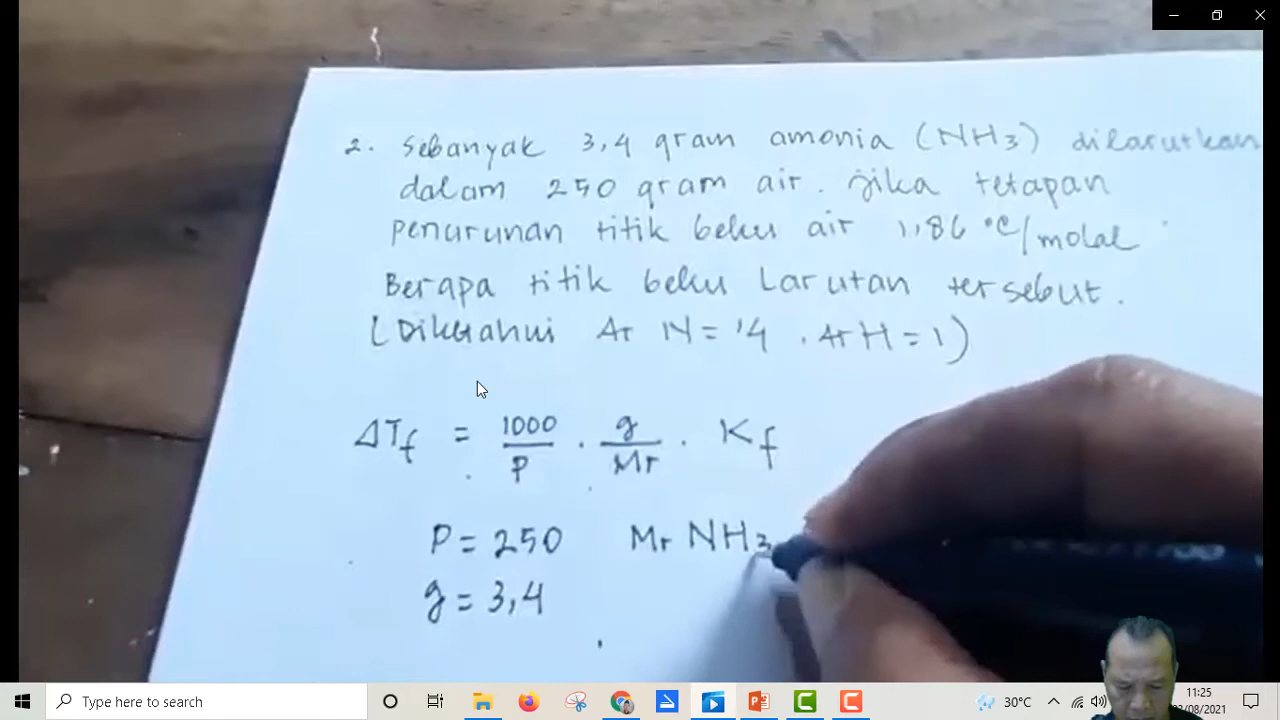 2. Sebanyak 3,4 gram amonia (NH3) dilarutkan
dalam 250 gram air. jika tetapan
penurunan titik beku air 1,86 °C/molal
Berapa titik beku Larutan tersebut.
(Diketahui Ar N = 14 . Ar H = 1)
ΔTf = 1000/P . g/Mr . Kf
P = 250 Mr NH3
g = 3,4
Type here to search
30°C
11:25
/08/2021